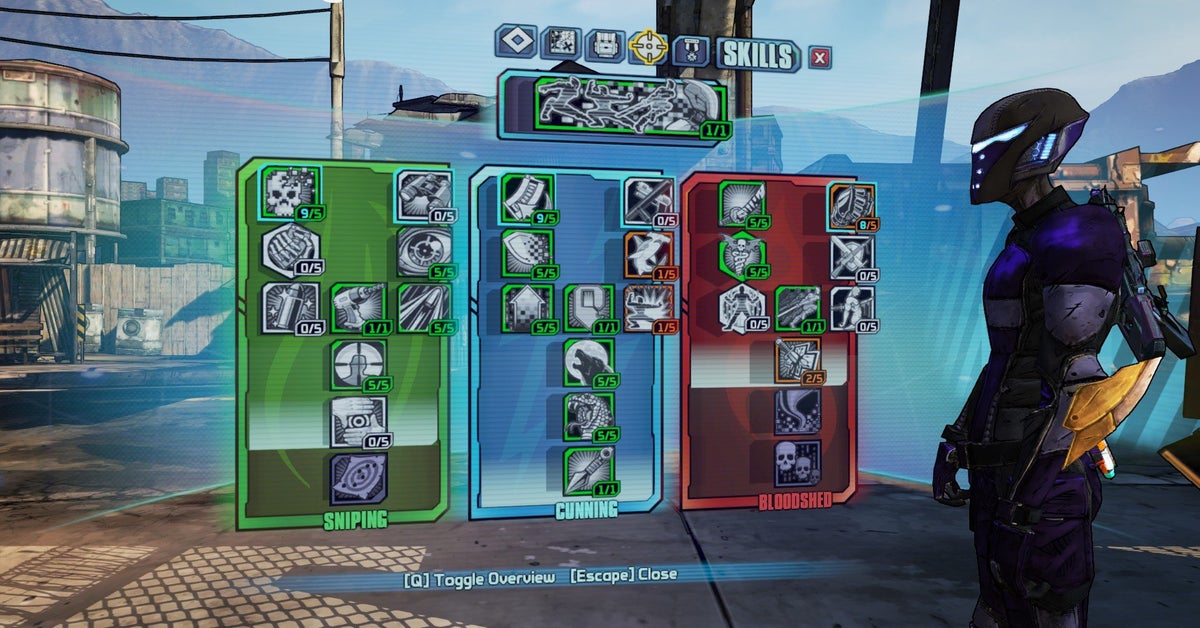 SKILLS X
1/1
9/5 0/5 9/5 0/5 5/5 8/5
0/5 5/5 5/5 1/5 5/5 0/5
0/5 1/1 5/5 5/5 1/1 1/5 0/5 1/1 0/5
5/5 5/5 2/5
0/5 5/5
1/1
SNIPING CUNNING BLOODSHED
[Q] Toggle Overview [Escape] Close